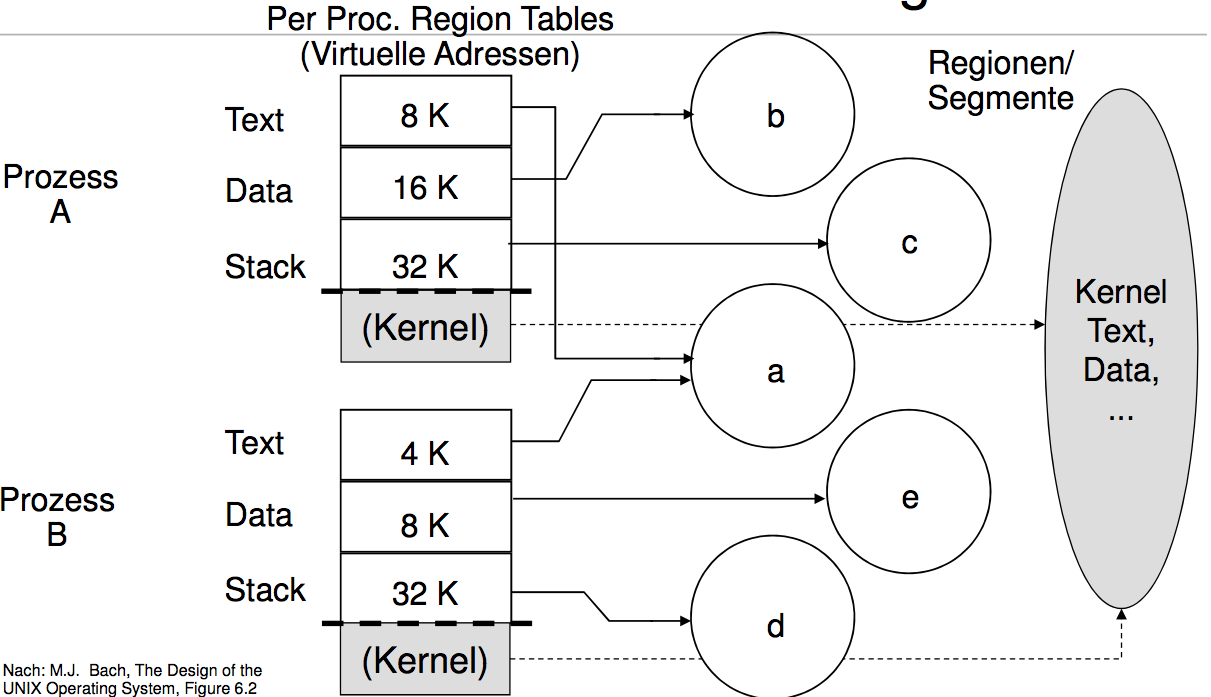 Per Proc. Region Tables
(Virtuelle Adressen)
Regionen/
Segmente
Prozess
A
Text
8 K
Data
16 K
Stack
32 K
(Kernel)
b
c
a
Kernel
Text,
Data,
...
Prozess
B
Text
4 K
Data
8 K
Stack
32 K
(Kernel)
e
d
Nach: M.J. Bach, The Design of the
UNIX Operating System, Figure 6.2